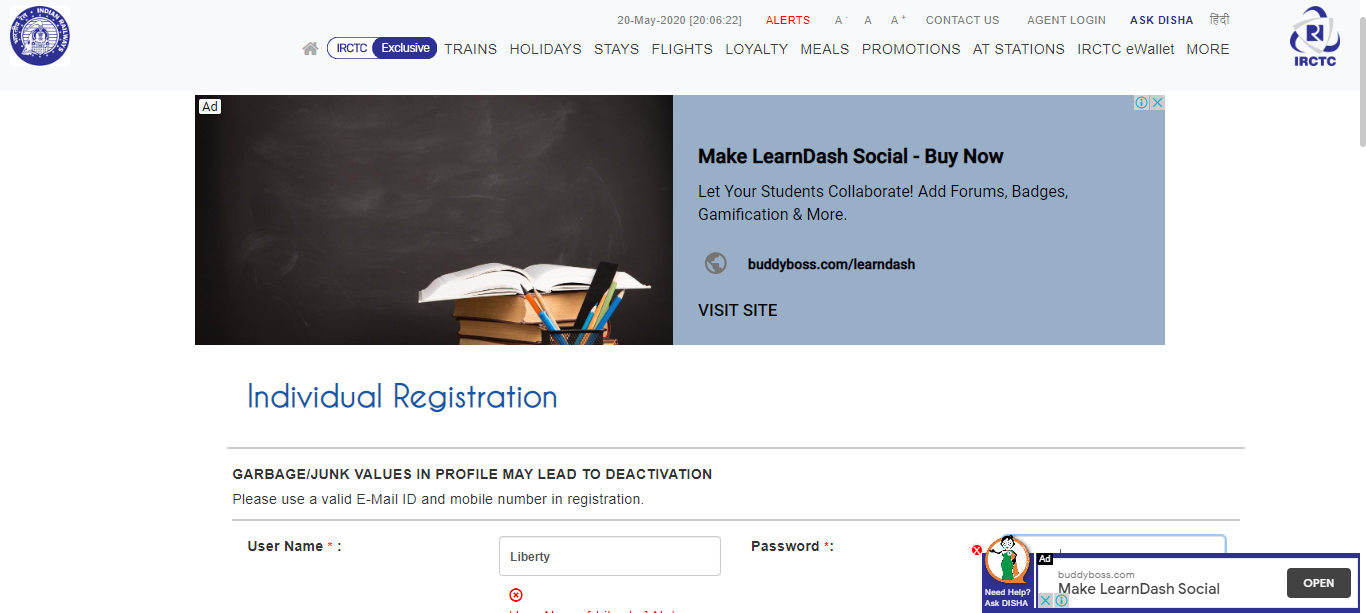 20-May-2020 [20:06:22] ALERTS A - A A + CONTACT US AGENT LOGIN ASK DISHA हिंदी
IRCTC Exclusive TRAINS HOLIDAYS STAYS FLIGHTS LOYALTY MEALS PROMOTIONS AT STATIONS IRCTC eWallet MORE
IRCTC
INDIAN RAILWAYS
भारतीय रेल
Ad
Make LearnDash Social - Buy Now
Let Your Students Collaborate! Add Forums, Badges,
Gamification & More.
buddyboss.com/learndash
VISIT SITE
Individual Registration
GARBAGE/JUNK VALUES IN PROFILE MAY LEAD TO DEACTIVATION
Please use a valid E-Mail ID and mobile number in registration.
User Name * :
Liberty
Password *:
Need Help?
Ask DISHA
Ad
buddyboss.com
Make LearnDash Social
OPEN